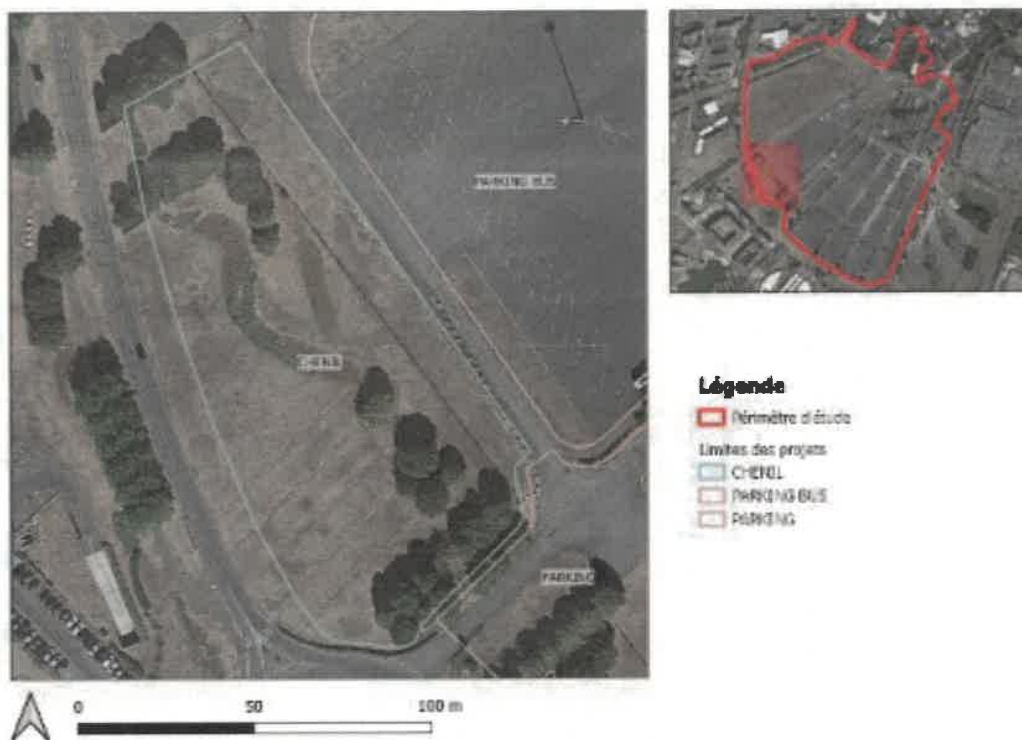 PARKING BUS
CHENIL
PARKING
Légende
Périmètre d'étude
Limites des projets
CHENIL
PARKING BUS
PARKING
0 50 100 m